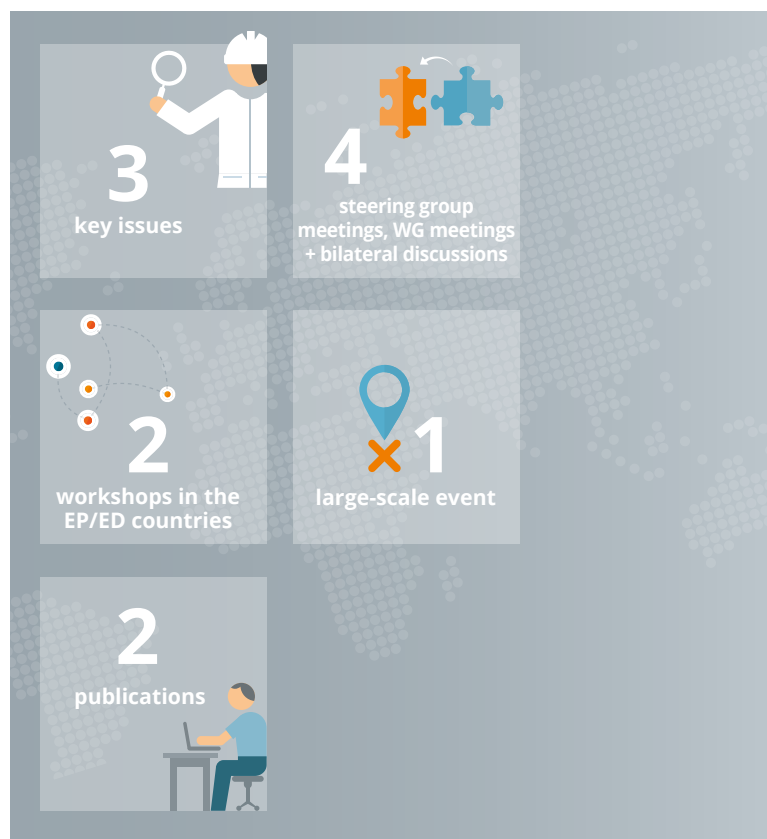 3
key issues
4
steering group
meetings, WG meetings
+ bilateral discussions
2
workshops in the
EP/ED countries
1
large-scale event
2
publications